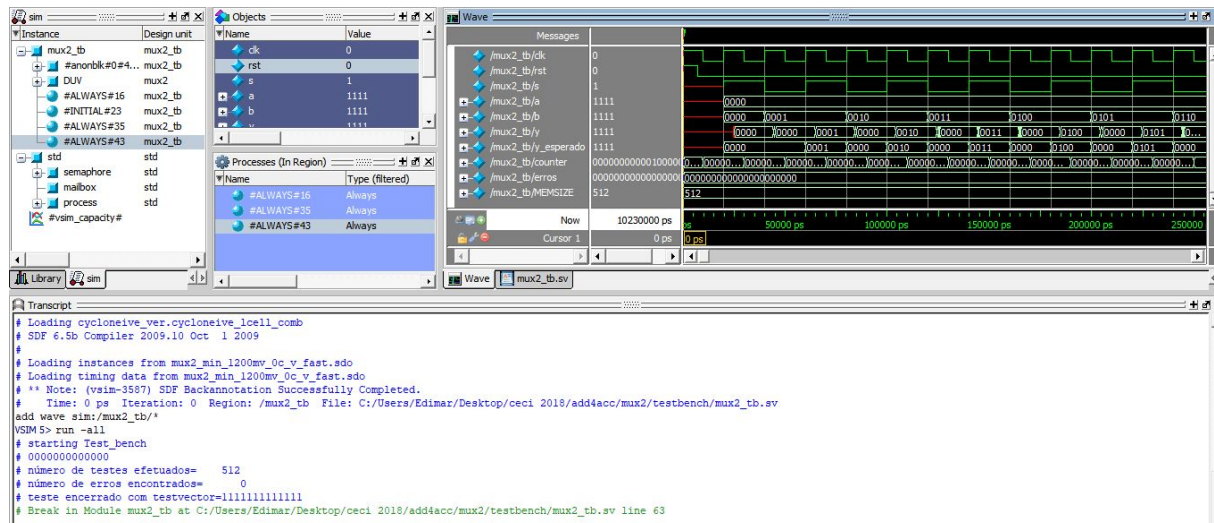 sim
Instance Design unit
mux2_tb mux2_tb
#anonblk#0#4... mux2_tb
DUV mux2
#ALWAYS#16 mux2_tb
#INITIAL#23 mux2_tb
#ALWAYS#35 mux2_tb
#ALWAYS#43 mux2_tb
std std
semaphore std
mailbox std
process std
#vsim_capacity#
Library sim
Objects
Name Value
clk 0
rst 0
s 1
a 1111
b 1111
Processes (In Region)
Name Type (filtered)
#ALWAYS#16 Always
#ALWAYS#35 Always
#ALWAYS#43 Always
Wave
Messages
/mux2_tb/clk 0
/mux2_tb/rst 0
/mux2_tb/s 1
/mux2_tb/a 1111 0000
/mux2_tb/b 1111 0000 0001 0010 0011 0100 0101 0110
/mux2_tb/y 1111 0000 0000 0001 0000 0010 0000 0011 0000 0100 0000 0101 0...
/mux2_tb/y_esperado 1111 0000 0001 0000 0010 0000 0011 0000 0100 0000 0101 0000
/mux2_tb/counter 0...
/mux2_tb/erros
/mux2_tb/MEMSIZE 512 512
Now 10230000 ps 50000 ps 100000 ps 150000 ps 200000 ps 250000
Cursor 1 0 ps 0 ps
Wave mux2_tb.sv
Transcript
# Loading cycloneive_ver.cycloneive_lcell_comb
# SDF 6.5b Compiler 2009.10 Oct 1 2009
#
# Loading instances from mux2_min_1200mv_0c_v_fast.sdo
# Loading timing data from mux2_min_1200mv_0c_v_fast.sdo
# ** Note: (vsim-3587) SDF Backannotation Successfully Completed.
# Time: 0 ps Iteration: 0 Region: /mux2_tb File: C:/Users/Edimar/Desktop/ceci 2018/add4acc/mux2/testbench/mux2_tb.sv
add wave sim:/mux2_tb/*
VSIM 5> run -all
# starting Test_bench
# 0000000000000
# número de testes efetuados= 512
# número de erros encontrados= 0
# teste encerrado com testvector=1111111111111
# Break in Module mux2_tb at C:/Users/Edimar/Desktop/ceci 2018/add4acc/mux2/testbench/mux2_tb.sv line 63